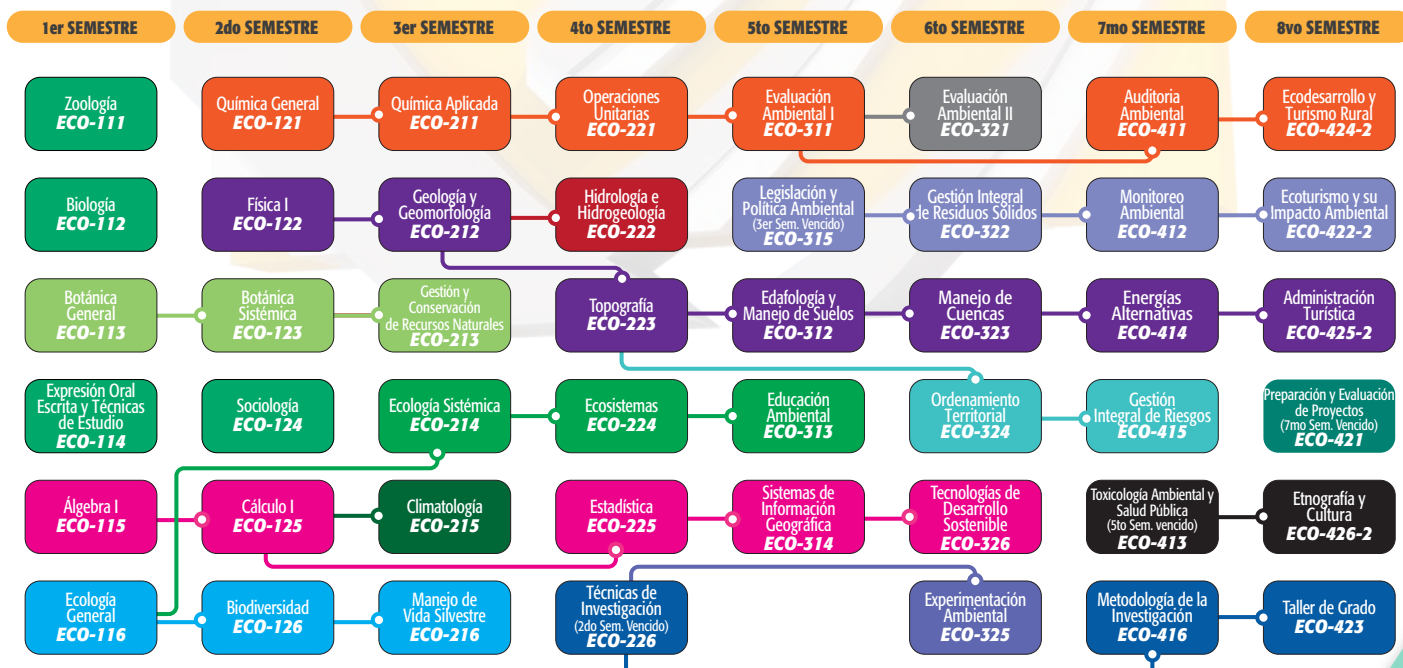 1er SEMESTRE
2do SEMESTRE
3er SEMESTRE
4to SEMESTRE
5to SEMESTRE
6to SEMESTRE
7mo SEMESTRE
8vo SEMESTRE
Zoología
ECO-111
Química General
ECO-121
Química Aplicada
ECO-211
Operaciones
Unitarias
ECO-221
Evaluación
Ambiental I
ECO-311
Evaluación
Ambiental II
ECO-321
Auditoria
Ambiental
ECO-411
Ecodesarrollo y
Turismo Rural
ECO-424-2
Biología
ECO-112
Física I
ECO-122
Geología y
Geomorfología
ECO-212
Hidrología e
Hidrogeología
ECO-222
Legislación y
Política Ambiental
(3er Sem. Vencido)
ECO-315
Gestión Integral
de Residuos Sólidos
ECO-322
Monitoreo
Ambiental
ECO-412
Ecoturismo y su
Impacto Ambiental
ECO-422-2
Botánica
General
ECO-113
Botánica
Sistémica
ECO-123
Gestión y
Conservación
de Recursos Naturales
ECO-213
Topografía
ECO-223
Edafología y
Manejo de Suelos
ECO-312
Manejo de
Cuencas
ECO-323
Energías
Alternativas
ECO-414
Administración
Turística
ECO-425-2
Expresión Oral
Escrita y Técnicas
de Estudio
ECO-114
Sociología
ECO-124
Ecología Sistémica
ECO-214
Ecosistemas
ECO-224
Educación
Ambiental
ECO-313
Ordenamiento
Territorial
ECO-324
Gestión
Integral de Riesgos
ECO-415
Preparación y Evaluación
de Proyectos
(7mo Sem. Vencido)
ECO-421
Álgebra I
ECO-115
Cálculo I
ECO-125
Climatología
ECO-215
Estadística
ECO-225
Sistemas de
Información
Geográfica
ECO-314
Tecnologías de
Desarrollo
Sostenible
ECO-326
Toxicología Ambiental y
Salud Pública
(5to Sem. vencido)
ECO-413
Etnografía y
Cultura
ECO-426-2
Ecología
General
ECO-116
Biodiversidad
ECO-126
Manejo de
Vida Silvestre
ECO-216
Técnicas de
Investigación
(2do Sem. Vencido)
ECO-226
Experimentación
Ambiental
ECO-325
Metodología de la
Investigación
ECO-416
Taller de Grado
ECO-423